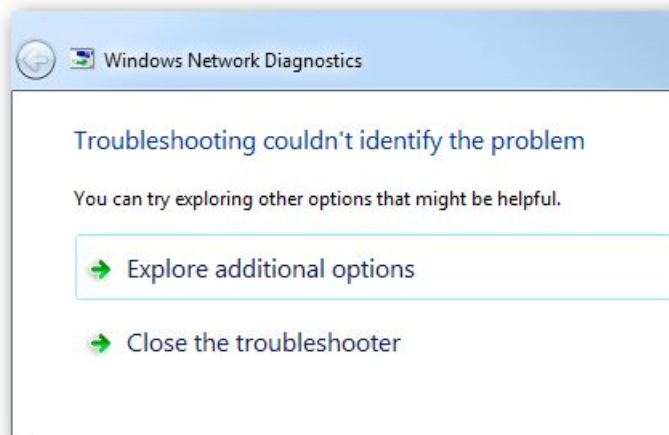 Windows Network Diagnostics
Troubleshooting couldn't identify the problem
You can try exploring other options that might be helpful.
Explore additional options
Close the troubleshooter